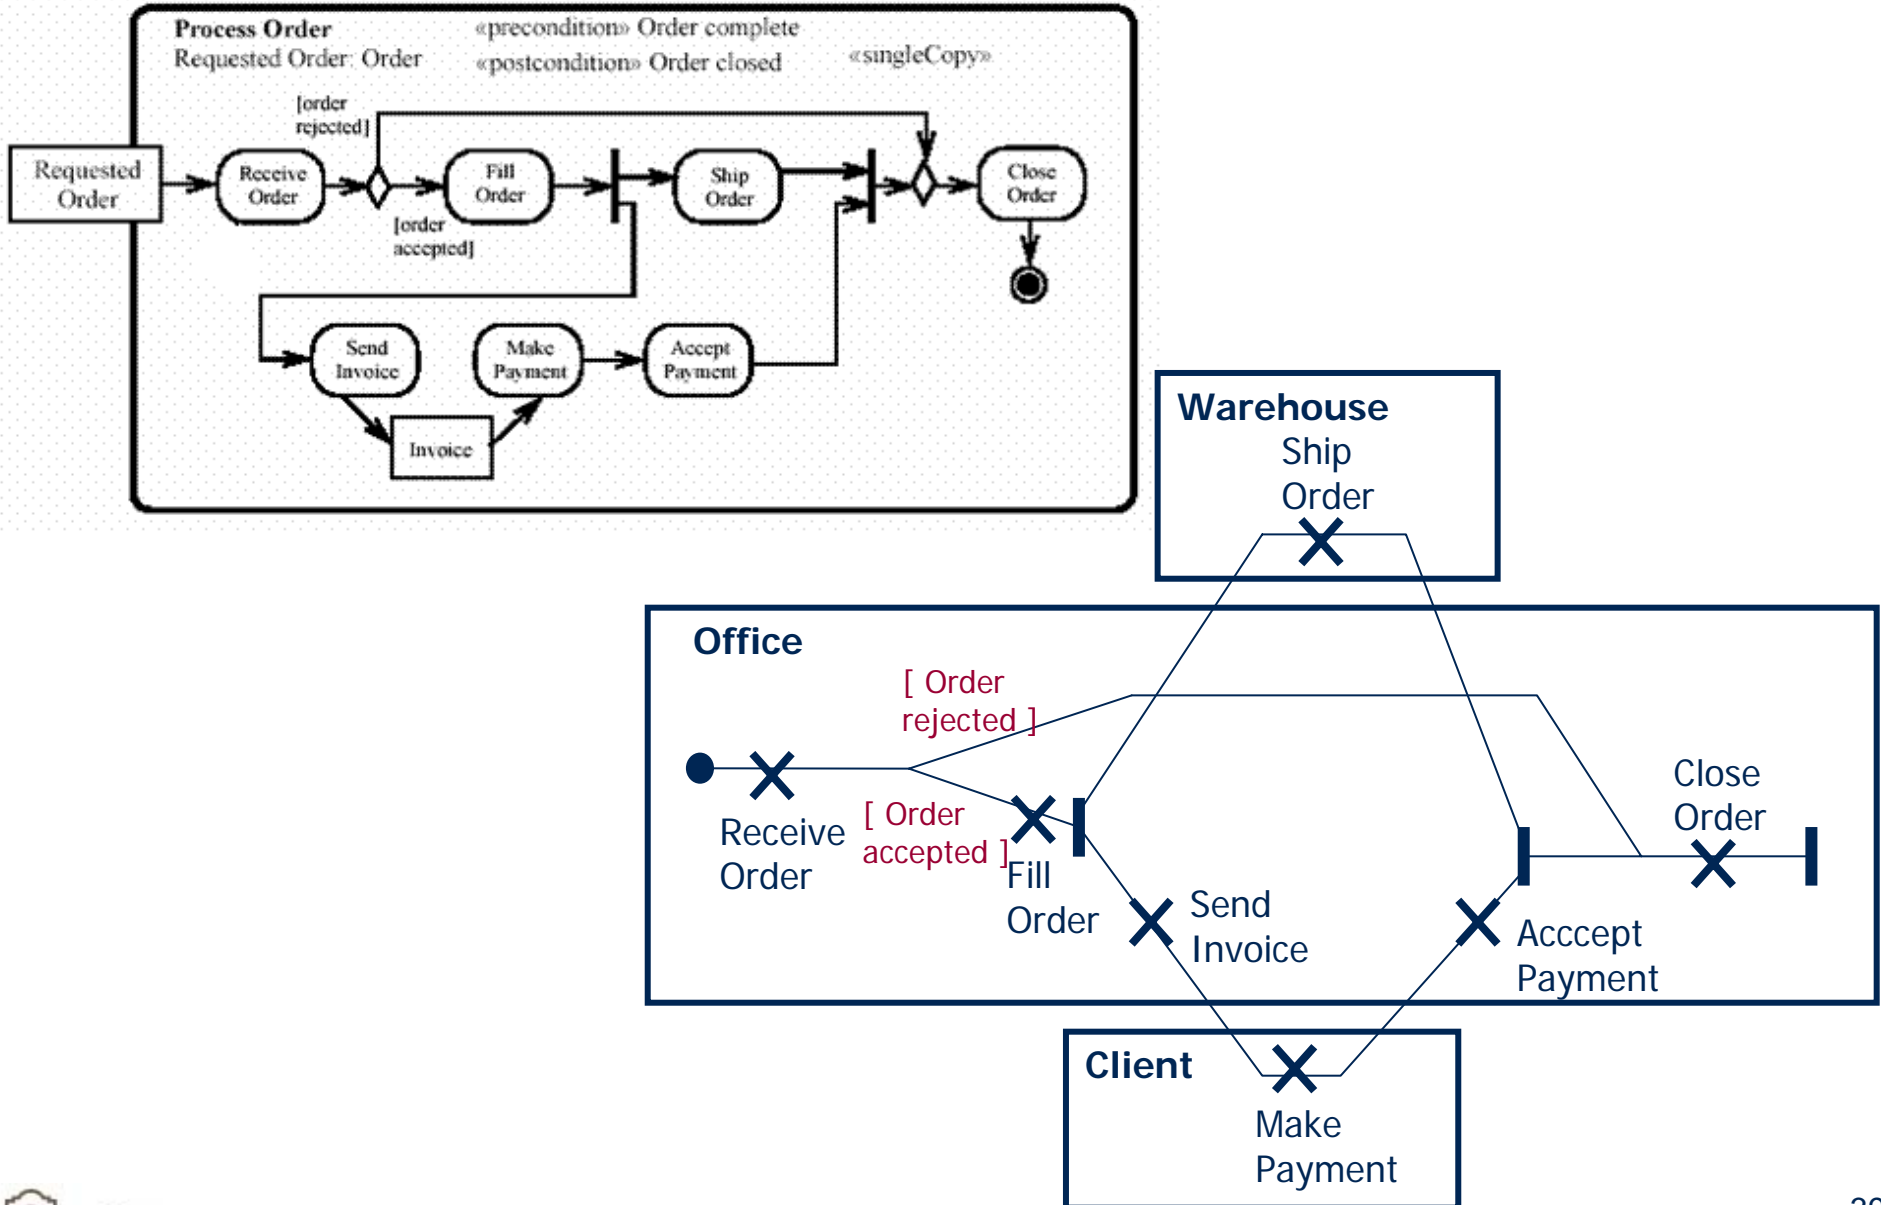 Process Order
Requested Order: Order
«precondition» Order complete
«postcondition» Order closed
«singleCopy»
[order
rejected]
Requested
Order
Receive
Order
[order
accepted]
Fill
Order
Ship
Order
Close
Order
Send
Invoice
Make
Payment
Accept
Payment
Invoice
Warehouse
Ship
Order
Office
[ Order
rejected ]
Receive
Order
[ Order
accepted ]
Fill
Order
Send
Invoice
Acccept
Payment
Close
Order
Client
Make
Payment